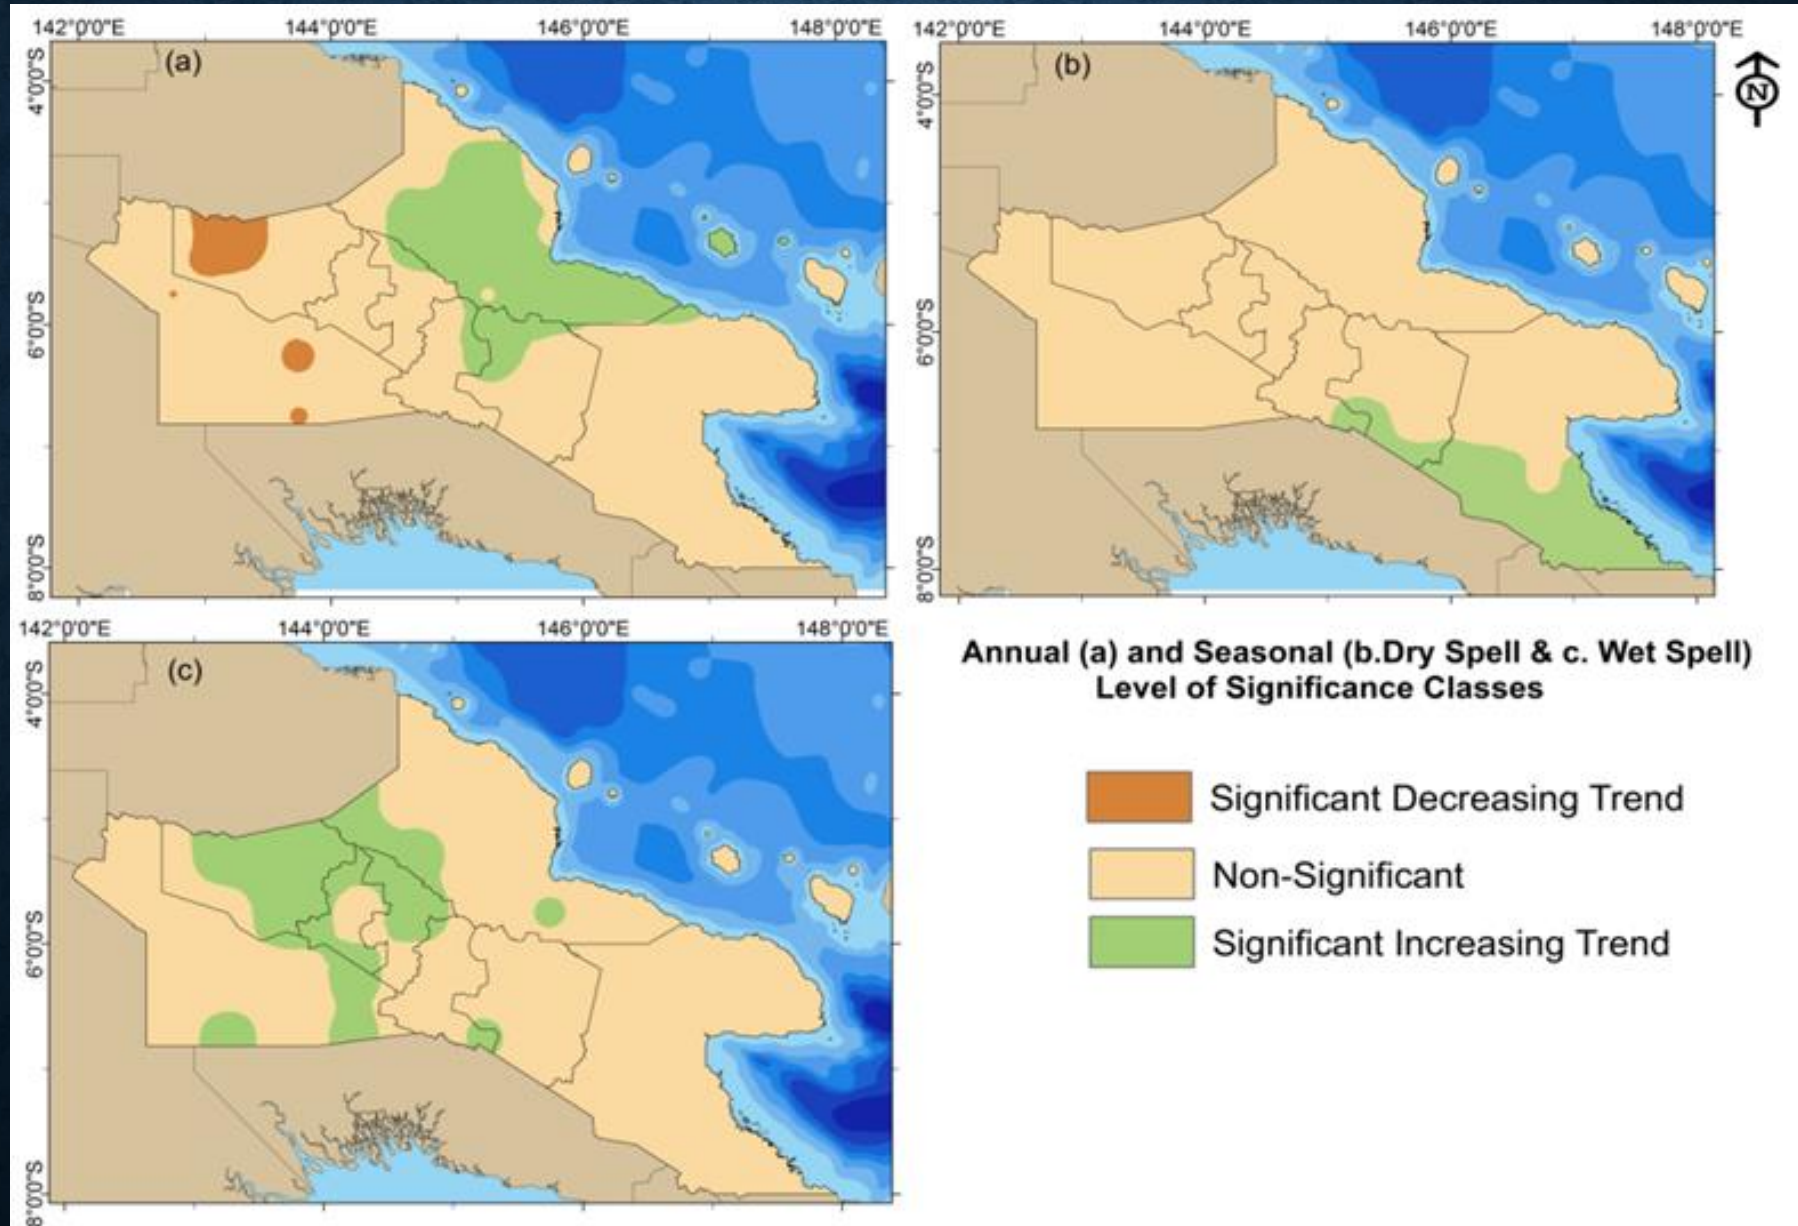 142°0'0"E 144°0'0"E 146°0'0"E 148°0'0"E
142°0'0"E 144°0'0"E 146°0'0"E 148°0'0"E
(a)
(b)
N
4°0'0"S
6°0'0"S
8°0'0"S
4°0'0"S
6°0'0"S
8°0'0"S
142°0'0"E 144°0'0"E 146°0'0"E 148°0'0"E
(c)
4°0'0"S
6°0'0"S
8°0'0"S
Annual (a) and Seasonal (b.Dry Spell & c. Wet Spell)
Level of Significance Classes
Significant Decreasing Trend
Non-Significant
Significant Increasing Trend